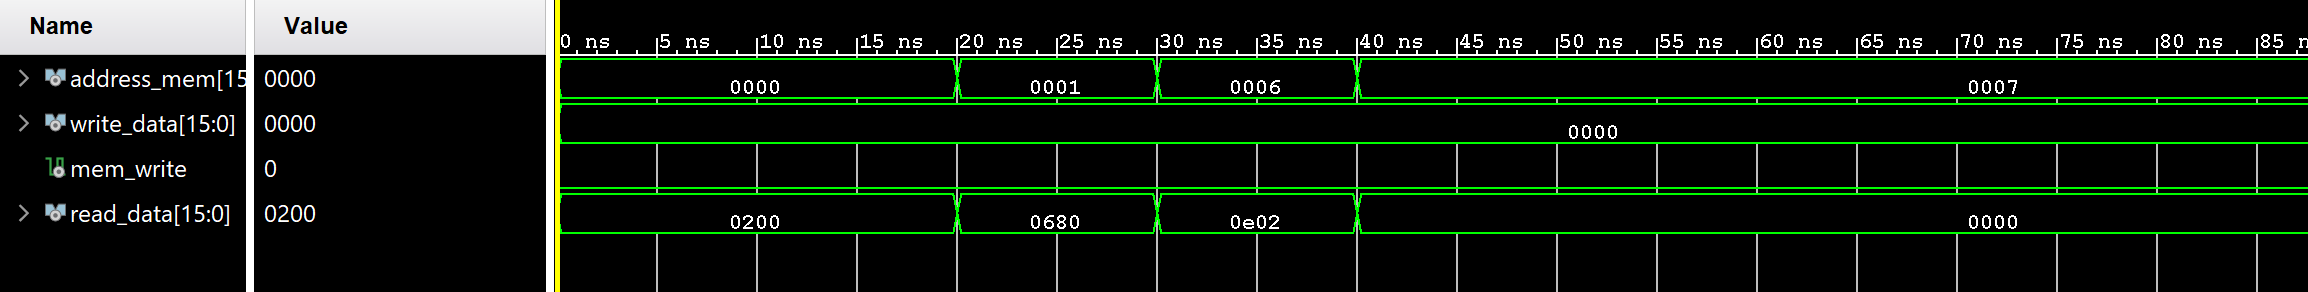 Name Value
0 ns 5 ns 10 ns 15 ns 20 ns 25 ns 30 ns 35 ns 40 ns 45 ns 50 ns 55 ns 60 ns 65 ns 70 ns 75 ns 80 ns 85 n
address_mem[15 0000 0000 0001 0006 0007
write_data[15:0] 0000 0000
mem_write 0
read_data[15:0] 0200 0200 0680 0e02 0000